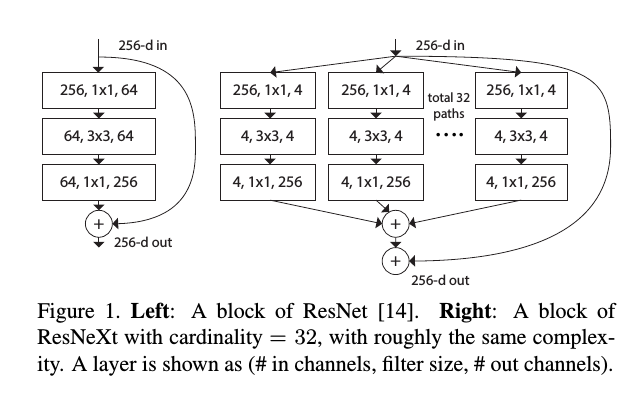 256-d in
256, 1x1, 64
64, 3x3, 64
64, 1x1, 256
+
256-d out
256-d in
256, 1x1, 4
256, 1x1, 4
total 32
paths
....
256, 1x1, 4
4, 3x3, 4
4, 3x3, 4
4, 3x3, 4
4, 1x1, 256
4, 1x1, 256
4, 1x1, 256
+
+
256-d out
Figure 1. Left: A block of ResNet [14]. Right: A block of
ResNeXt with cardinality = 32, with roughly the same complex-
ity. A layer is shown as (# in channels, filter size, # out channels).